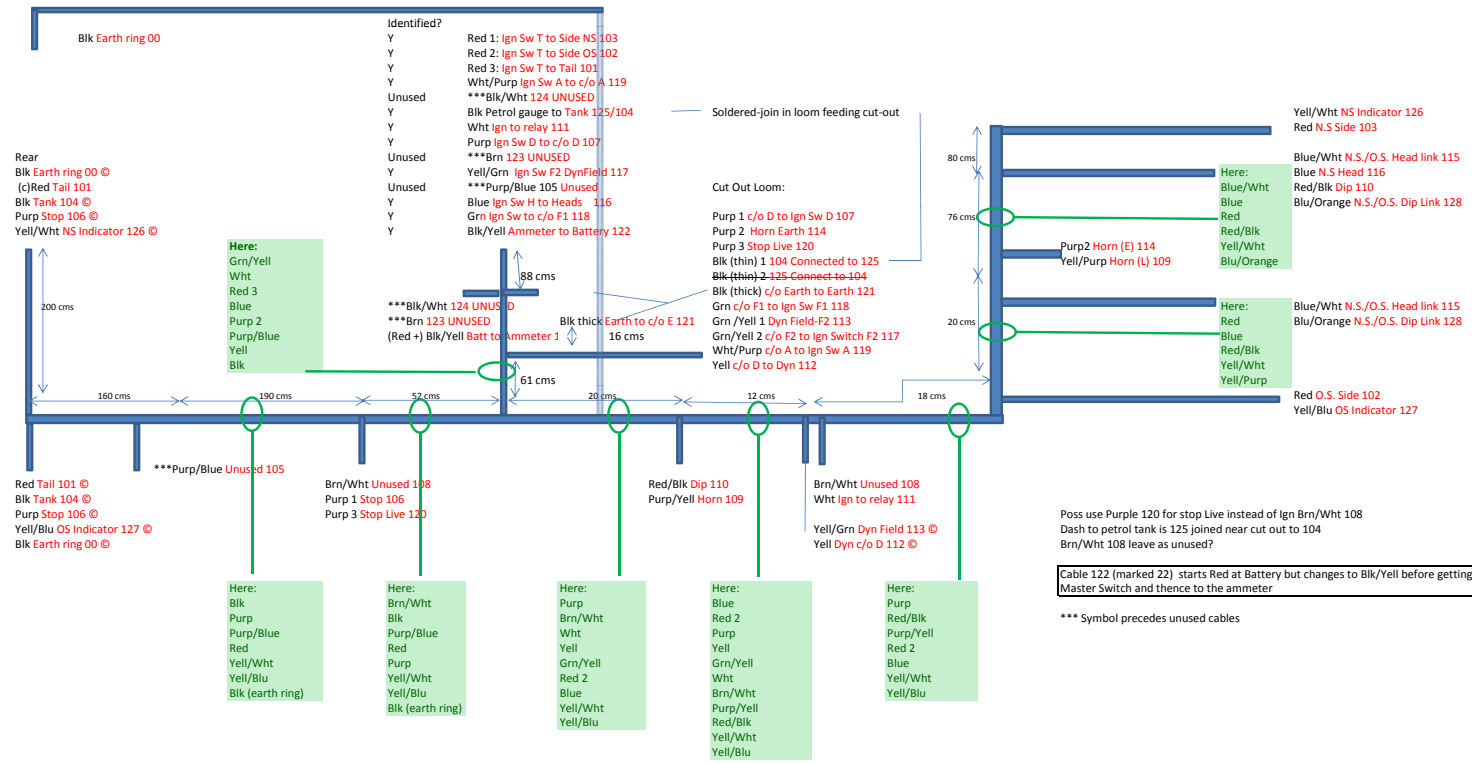 Blk Earth ring 00
Identified?
Y Red 1: Ign Sw T to Side NS 103
Y Red 2: Ign Sw T to Side OS 102
Y Red 3: Ign Sw T to Tail 101
Y Wht/Purp Ign Sw A to c/o A 119
Unused ***Blk/Wht 124 UNUSED
Y Blk Petrol gauge to Tank 125/104
Y Wht Ign to relay 111
Y Purp Ign Sw D to c/o D 107
Unused ***Brn 123 UNUSED
Y Yell/Grn Ign Sw F2 DynField 117
Unused ***Purp/Blue 105 Unused
Y Blue Ign Sw H to Heads 116
Y Grn Ign Sw to c/o F1 118
Y Blk/Yell Ammeter to Battery 122
Soldered-join in loom feeding cut-out
Rear
Blk Earth ring 00 ©
(c)Red Tail 101
Blk Tank 104 ©
Purp Stop 106 ©
Yell/Wht NS Indicator 126 ©
Here:
Grn/Yell
Wht
Red 3
Blue
Purp 2
Purp/Blue
Yell
Blk
200 cms
88 cms
***Blk/Wht 124 UNUSED
***Brn 123 UNUSED
(Red +) Blk/Yell Batt to Ammeter 1
Blk thick Earth to c/o E 121
16 cms
61 cms
Cut Out Loom:
Purp 1 c/o D to Ign Sw D 107
Purp 2 Horn Earth 114
Purp 3 Stop Live 120
Blk (thin) 1 104 Connected to 125
Blk (thin) 2 125 Connect to 104
Blk (thick) c/o Earth to Earth 121
Grn c/o F1 to Ign Sw F1 118
Grn /Yell 1 Dyn Field-F2 113
Grn/Yell 2 c/o F2 to Ign Switch F2 117
Wht/Purp c/o A to Ign Sw A 119
Yell c/o D to Dyn 112
Yell/Wht NS Indicator 126
Red N.S Side 103
80 cms
Blue/Wht N.S./O.S. Head link 115
Blue N.S Head 116
Red/Blk Dip 110
Blu/Orange N.S./O.S. Dip Link 128
Here:
Blue/Wht
Blue
Red
Red/Blk
Yell/Wht
Blu/Orange
76 cms
Purp2 Horn (E) 114
Yell/Purp Horn (L) 109
Blue/Wht N.S./O.S. Head link 115
Blu/Orange N.S./O.S. Dip Link 128
Here:
Red
Blue
Red/Blk
Yell/Wht
Yell/Purp
20 cms
Red O.S. Side 102
Yell/Blu OS Indicator 127
160 cms
190 cms
52 cms
20 cms
12 cms
18 cms
***Purp/Blue Unused 105
Red Tail 101 ©
Blk Tank 104 ©
Purp Stop 106 ©
Yell/Blu OS Indicator 127 ©
Blk Earth ring 00 ©
Brn/Wht Unused 108
Purp 1 Stop 106
Purp 3 Stop Live 120
Red/Blk Dip 110
Purp/Yell Horn 109
Brn/Wht Unused 108
Wht Ign to relay 111
Yell/Grn Dyn Field 113 ©
Yell Dyn c/o D 112 ©
Poss use Purple 120 for stop Live instead of Ign Brn/Wht 108
Dash to petrol tank is 125 joined near cut out to 104
Brn/Wht 108 leave as unused?
Cable 122 (marked 22) starts Red at Battery but changes to Blk/Yell before getting
Master Switch and thence to the ammeter
*** Symbol precedes unused cables
Here:
Blk
Purp
Purp/Blue
Red
Yell/Wht
Yell/Blu
Blk (earth ring)
Here:
Brn/Wht
Blk
Purp/Blue
Red
Purp
Yell/Wht
Yell/Blu
Blk (earth ring)
Here:
Purp
Brn/Wht
Wht
Yell
Grn/Yell
Red 2
Blue
Yell/Wht
Yell/Blu
Here:
Blue
Red 2
Purp
Yell
Grn/Yell
Wht
Brn/Wht
Purp/Yell
Red/Blk
Yell/Wht
Yell/Blu
Here:
Purp
Red/Blk
Purp/Yell
Red 2
Blue
Yell/Wht
Yell/Blu